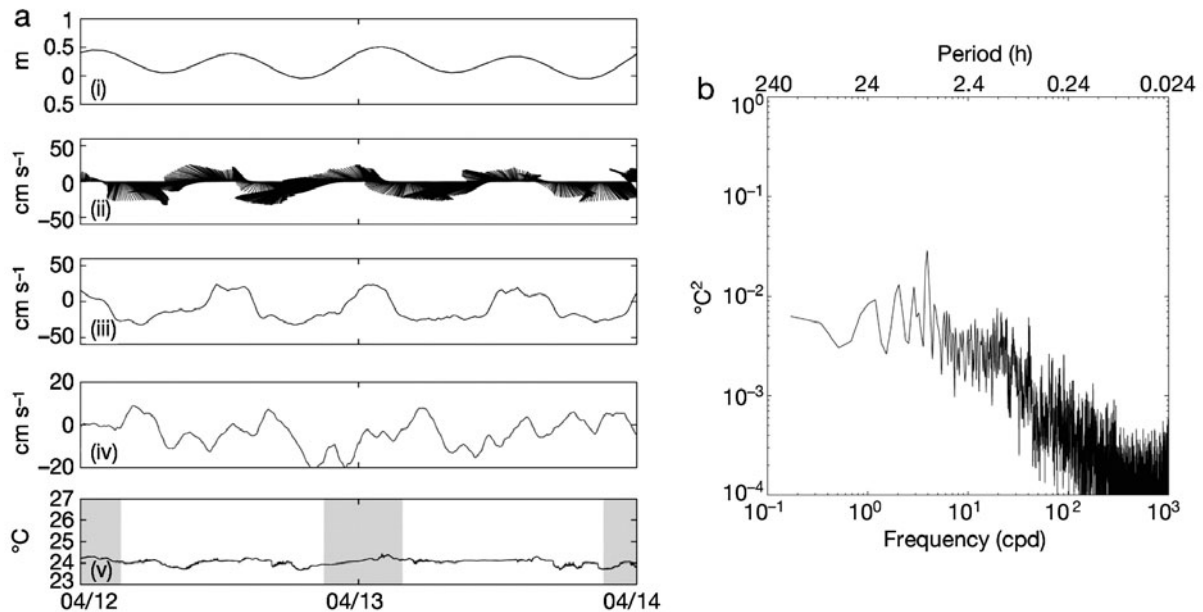 a
1
0.5
0
0.5
m
(i)
50
0
−50
cm s⁻¹
(ii)
50
0
−50
cm s⁻¹
(iii)
20
0
−20
cm s⁻¹
(iv)
27
26
25
24
23
°C
(v)
04/12 04/13 04/14
b
Period (h)
240 24 2.4 0.24 0.024
10⁰
10⁻¹
10⁻²
10⁻³
10⁻⁴
°C²
10⁻¹ 10⁰ 10¹ 10² 10³
Frequency (cpd)